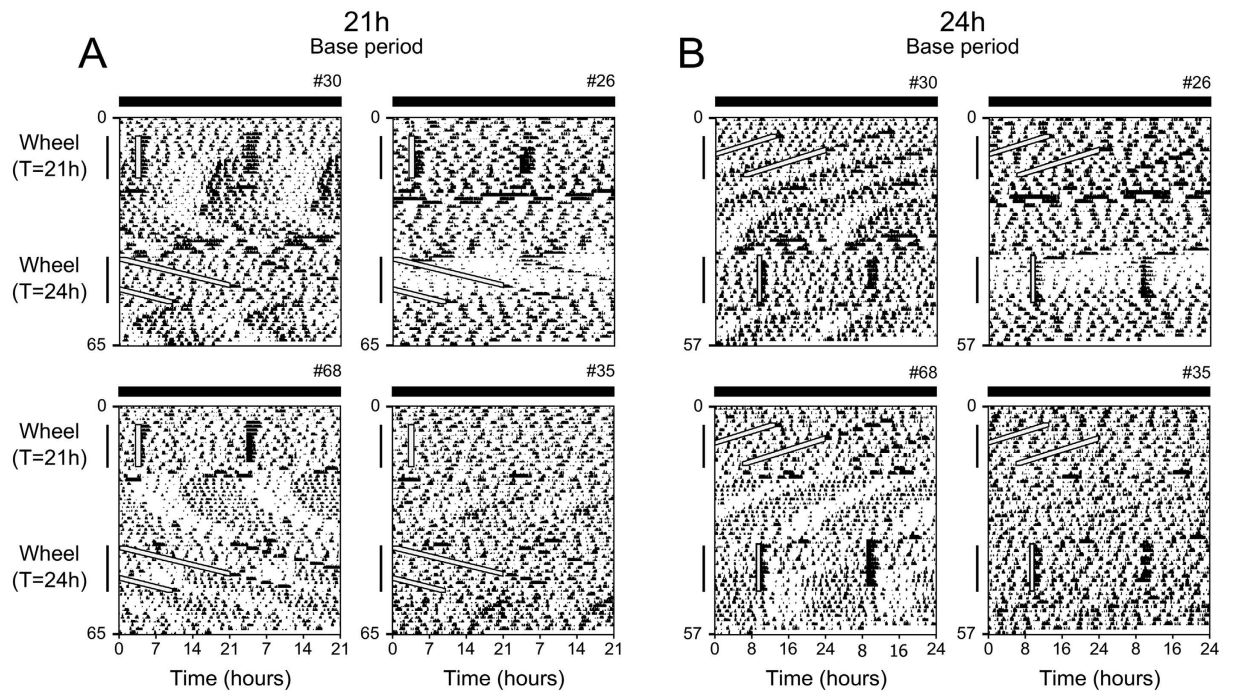 21h
Base period
24h
Base period
A
B
#30
#26
#30
#26
0
0
0
0
Wheel
(T=21h)
Wheel
(T=24h)
65
65
57
57
#68
#35
#68
#35
0
0
0
0
Wheel
(T=21h)
Wheel
(T=24h)
65
65
57
57
0 7 14 21 7 14 21
0 7 14 21 7 14 21
0 8 16 24 8 16 24
0 8 16 24 8 16 24
Time (hours)
Time (hours)
Time (hours)
Time (hours)